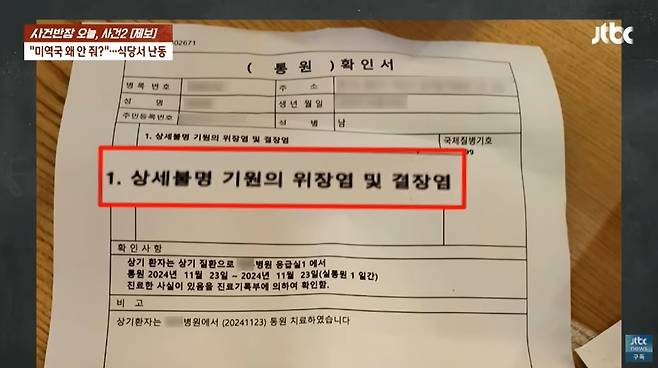 사건반장 오늘, 사건2 [제보]
"미역국 왜 안 줘?"…식당서 난동
jtbc
02671
( 통 원 ) 확 인 서
병 록 번 호
주 소
성 명
생 년 월 일
주민등록번호
성 별 남
1. 상세불명 기원의 위장염 및 결장염
국제질병기호
1. 상세불명 기원의 위장염 및 결장염
확 인 사 항
상기 환자는 상기 질환으로 병원 응급실1 에서
통원 2024년 11월 23일 ~ 2024년 11월 23일(실통원 1 일간)
진료한 사실이 있음을 진료기록부에 의하여 확인함.
비 고
상기환자는 병원에서 (20241123) 통원 치료하였습니다
jtbc
news
구독